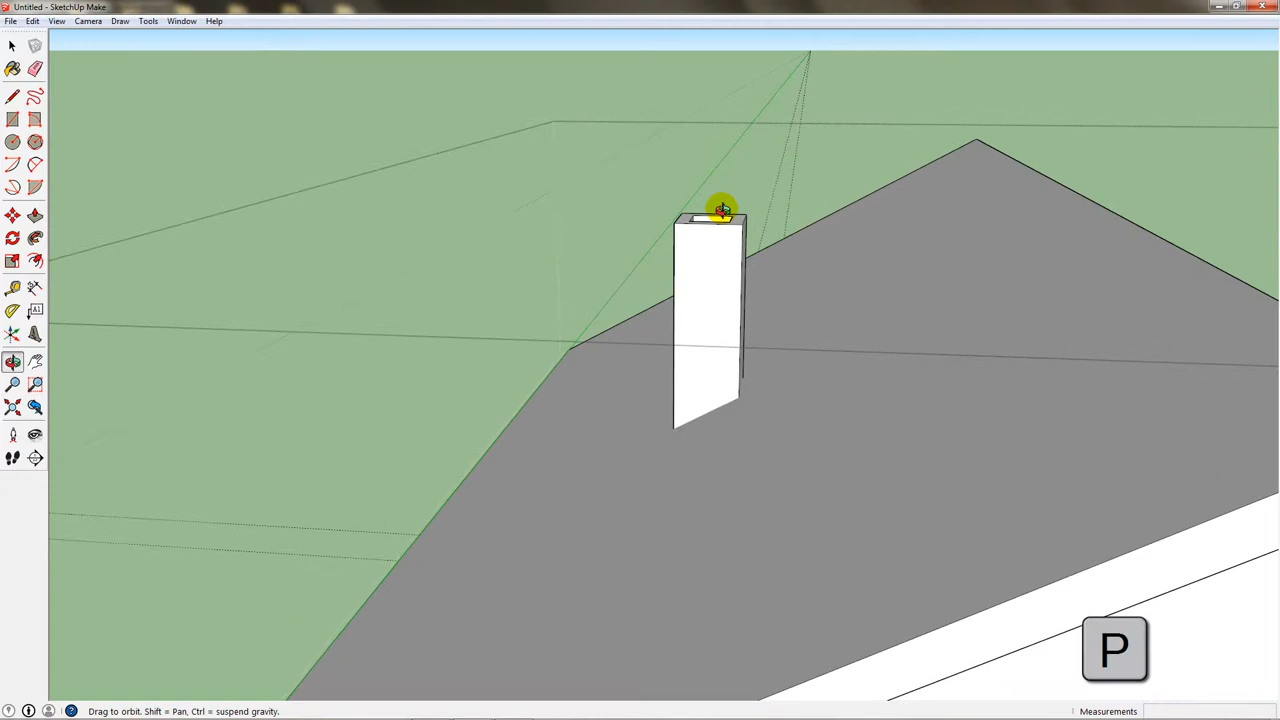 Untitled - SketchUp Make
File Edit View Camera Draw Tools Window Help
A1
P
Drag to orbit. Shift = Pan, Ctrl = suspend gravity.
Measurements